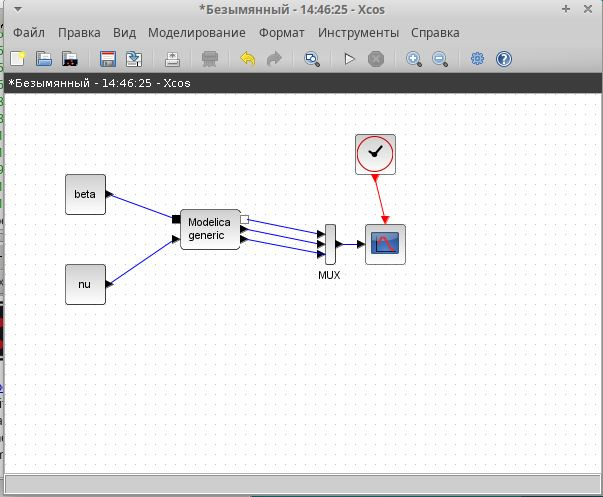 *Безымянный - 14:46:25 - Xcos
Файл Правка Вид Моделирование Формат Инструменты Справка
*Безымянный - 14:46:25 - Xcos
beta
Modelica
generic
nu
MUX